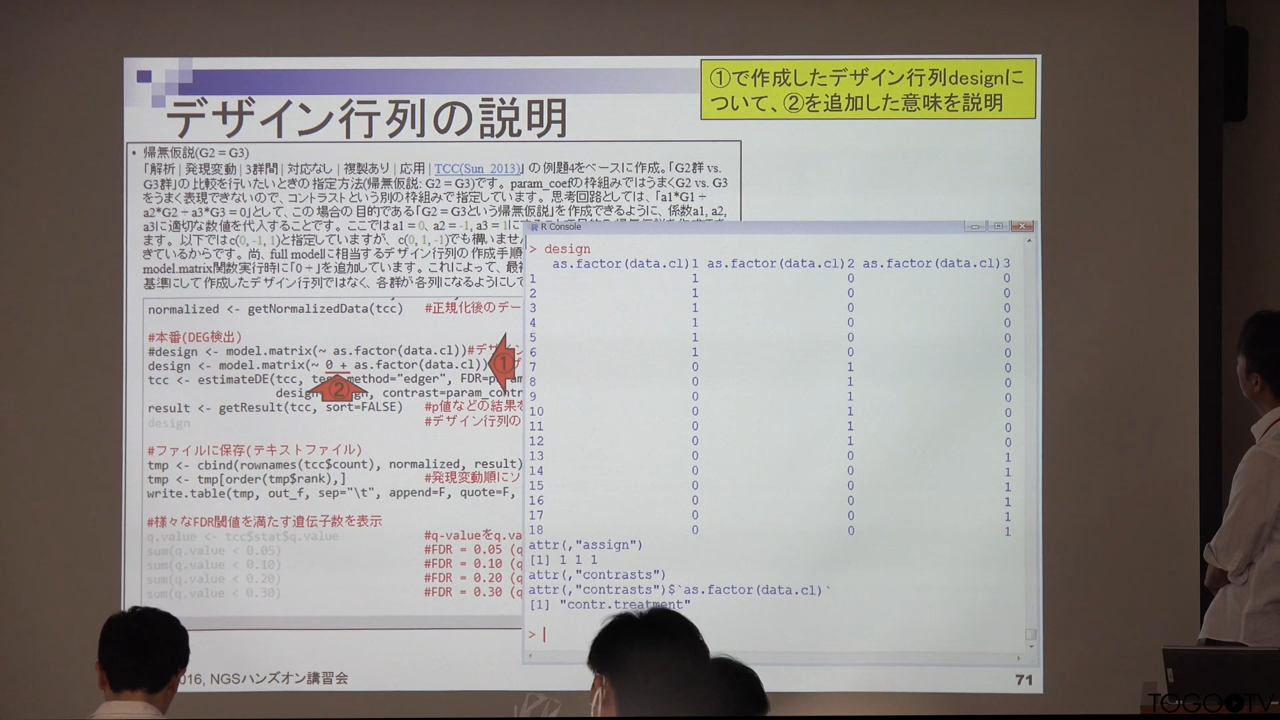 デザイン行列の説明
①で作成したデザイン行列designに
ついて、②を追加した意味を説明
• 帰無仮説(G2 = G3)
「解析 | 発現変動 | 3群間 | 対応なし | 複製あり | 応用 | TCC(Sun_2013)」の例題4をベースに作成。「G2群 vs.
G3群」の比較を行いたいときの指定方法(帰無仮説: G2 = G3)です。param_coefの枠組みではうまくG2 vs. G3
をうまく表現できないので、コントラストという別の枠組みで指定しています。思考回路としては、「a1*G1 +
a2*G2 + a3*G3 = 0」として、この場合の目的である「G2 = G3という帰無仮説」を作成できるように、係数a1, a2,
a3に適切な数値を代入することです。ここではa1 = 0, a2 = -1, a3 = 1に
ます。以下ではc(0, -1, 1)と指定していますが、c(0, 1, -1)でも構いませ
きているからです。尚、full modelに相当するデザイン行列の作成手順
model.matrix関数実行時に「0 +」を追加しています。これによって、最
基準にして作成したデザイン行列ではなく、各群が各列になるようにして
normalized <- getNormalizedData(tcc) #正規化後のデー
#本番(DEG検出)
#design <- model.matrix(~ as.factor(data.cl))#デザイン
design <- model.matrix(~ 0 + as.factor(data.cl)) ①
tcc <- estimateDE(tcc, test.method="edger", FDR=param
② design, contrast=param_contr
result <- getResult(tcc, sort=FALSE) #p値などの結果を
design #デザイン行列の
#ファイルに保存(テキストファイル)
tmp <- cbind(rownames(tcc$count), normalized, result)
tmp <- tmp[order(tmp$rank),] #発現変動順にソ
write.table(tmp, out_f, sep="\t", append=F, quote=F,
#様々なFDR閾値を満たす遺伝子数を表示
q.value <- tcc$stat$q.value #q-valueをq.va
sum(q.value < 0.05) #FDR = 0.05 (q
sum(q.value < 0.10) #FDR = 0.10 (q
sum(q.value < 0.20) #FDR = 0.20 (q
sum(q.value < 0.30) #FDR = 0.30 (q
R Console
> design
as.factor(data.cl)1 as.factor(data.cl)2 as.factor(data.cl)3
1 1 0 0
2 1 0 0
3 1 0 0
4 1 0 0
5 1 0 0
6 1 0 0
7 0 1 0
8 0 1 0
9 0 1 0
10 0 1 0
11 0 1 0
12 0 1 0
13 0 0 1
14 0 0 1
15 0 0 1
16 0 0 1
17 0 0 1
18 0 0 1
attr(,"assign")
[1] 1 1 1
attr(,"contrasts")
attr(,"contrasts")$`as.factor(data.cl)`
[1] "contr.treatment"
>
016, NGSハンズオン講習会
71
TOGOTV